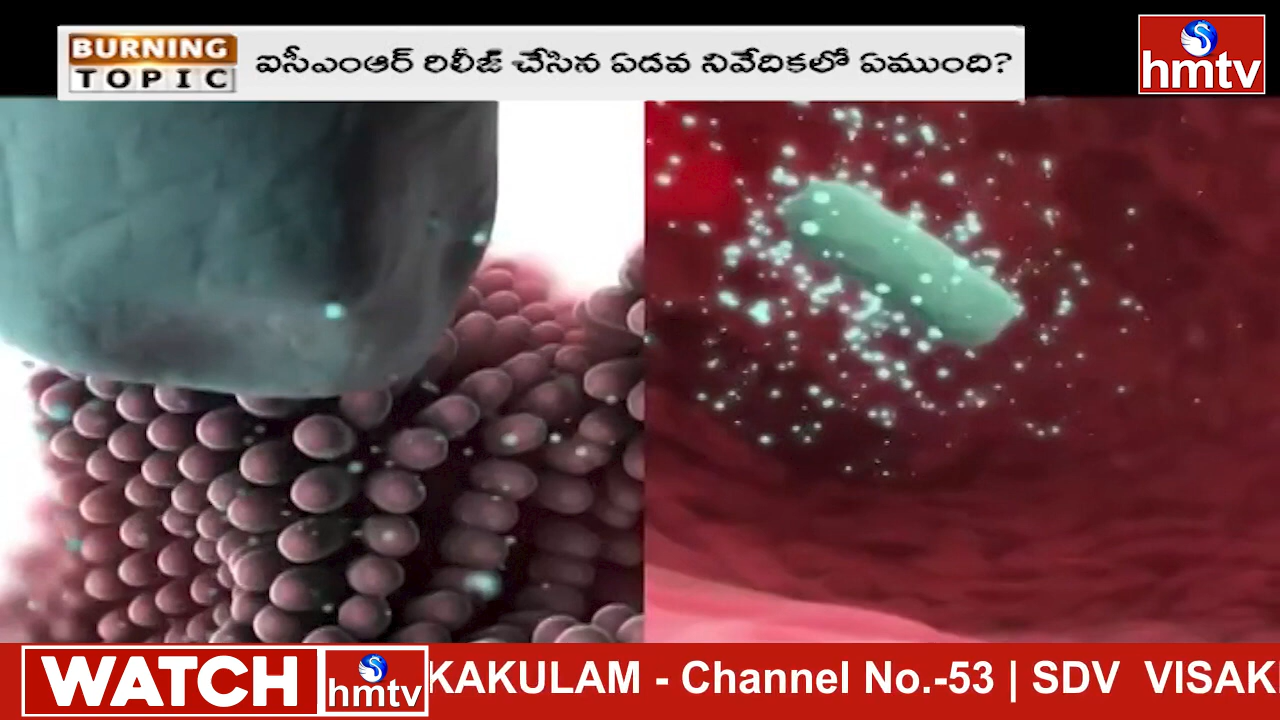 BURNING
TOPIC
ఐసీఎంఆర్ రిలీజ్ చేసిన ఏడవ నివేదికలో ఏముంది?
hmtv
WATCH hmtv KAKULAM - Channel No.-53 | SDV VISAK